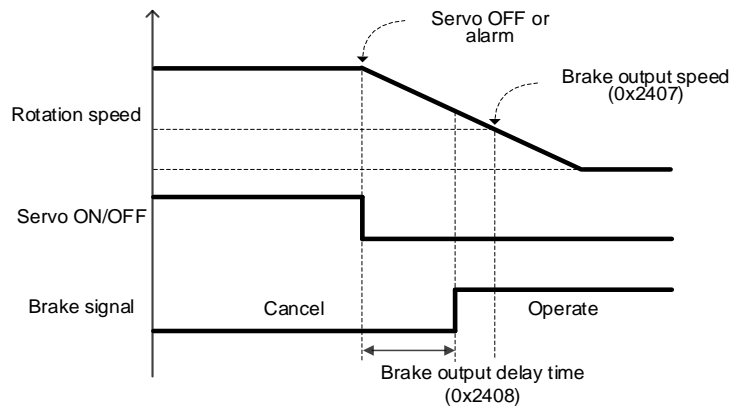 Servo OFF or
alarm
Brake output speed
(0x2407)
Rotation speed
Servo ON/OFF
Brake signal
Cancel
Operate
Brake output delay time
(0x2408)